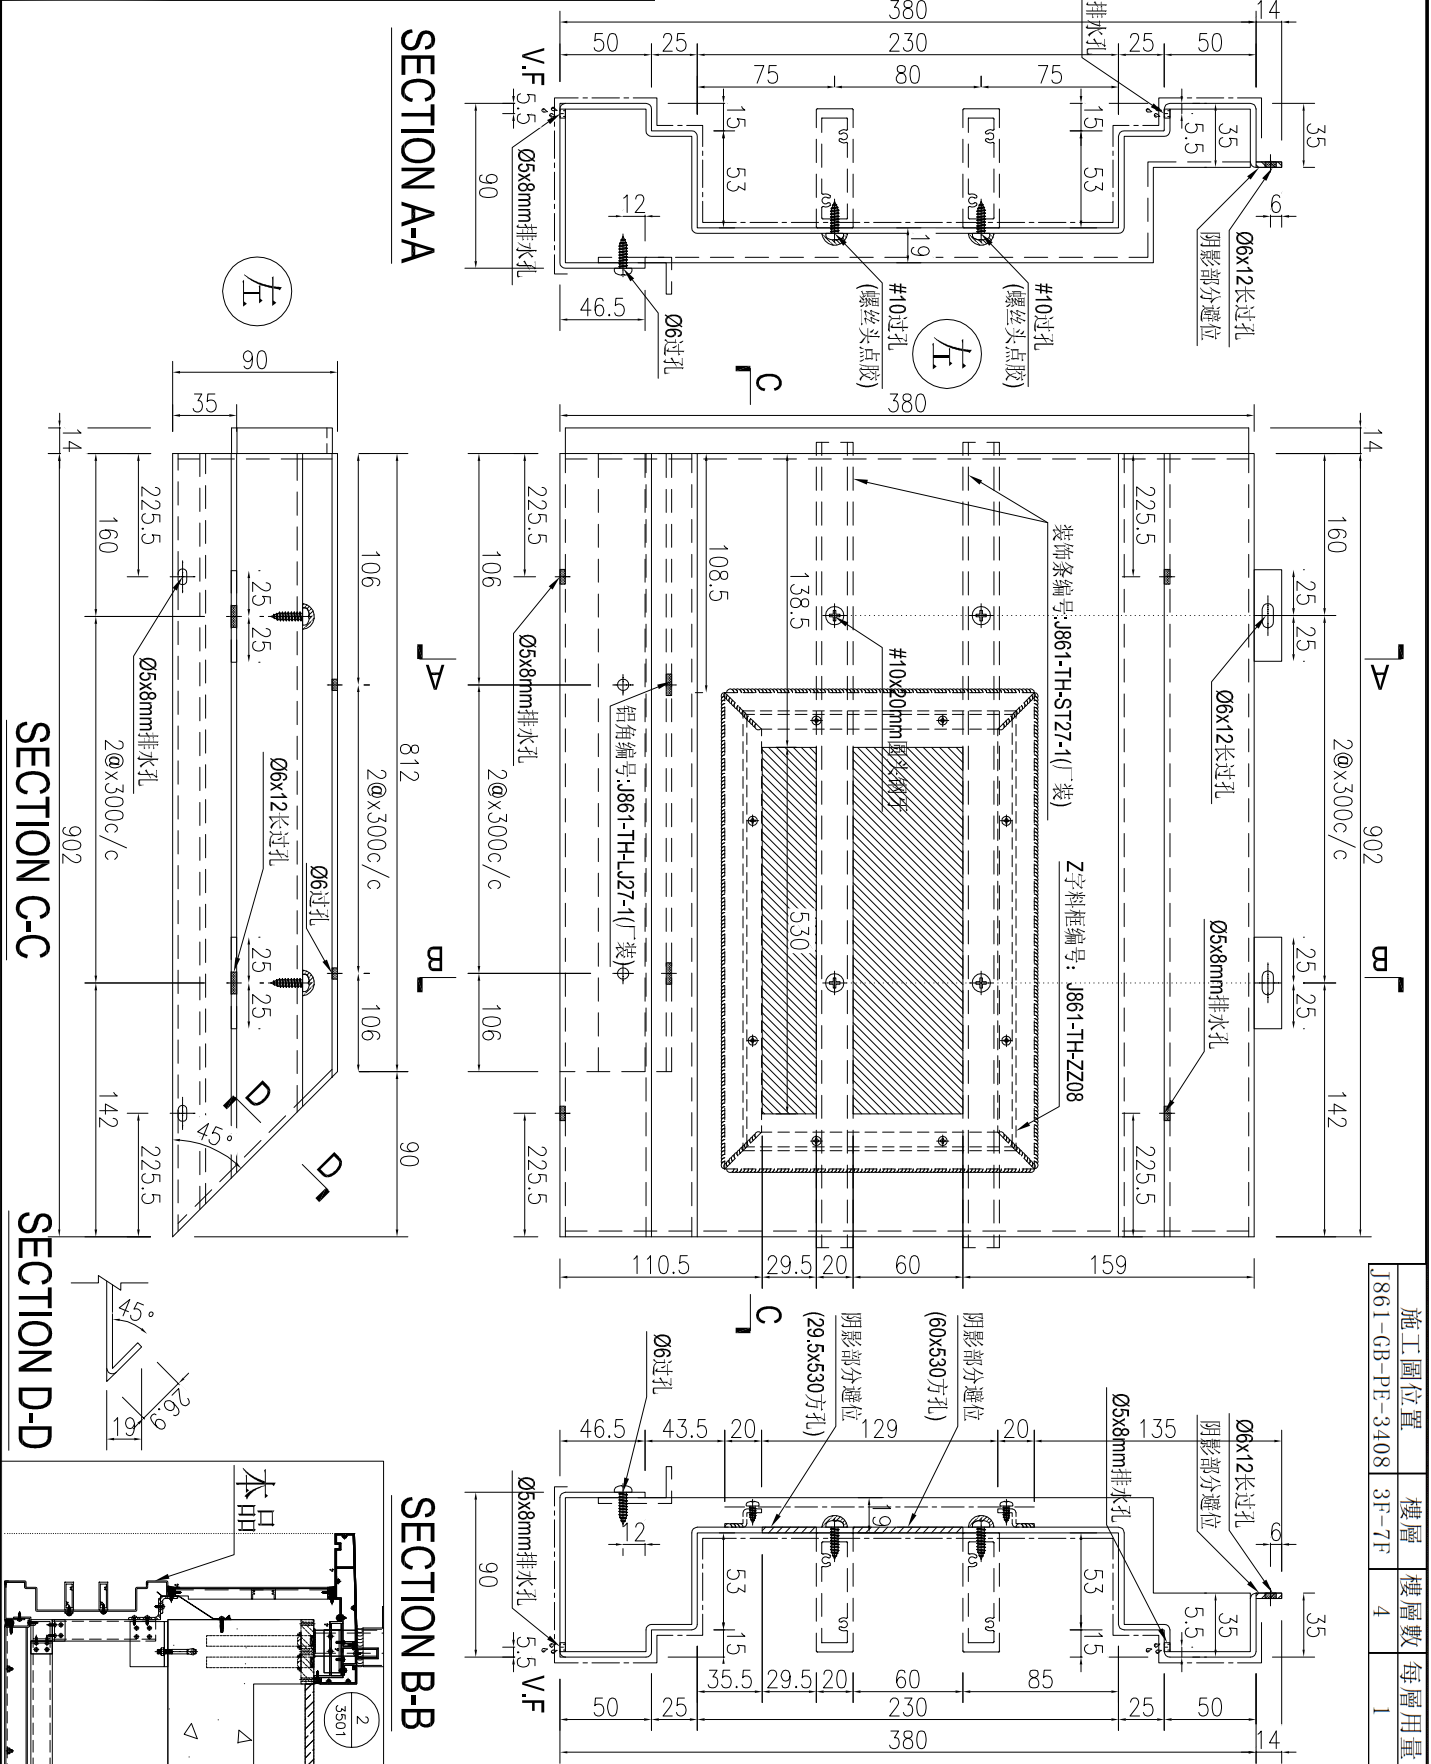 施工圖位置 樓層 樓層數 每層用量
J861-GB-PE-3408 3F-7F 4 1
380 14
50 25 230 25 50
75 80 75
排水孔
V.F
5.5 15 53 53 15 5.5 35 35
6
Ø5x8mm排水孔
90
12
19
46.5
Ø6过孔
#10过孔
(螺丝头点胶)
#10过孔
(螺丝头点胶)
Ø6x12长过孔
阴影部分避位
SECTION A-A
左
左
C
A
B
14 902
160 2@x300c/c 142
25 25 25 25
Ø6x12长过孔
Ø5x8mm排水孔
225.5 225.5
380
装饰条编号:J861-TH-ST27-1(厂装)
Z字料框编号: J861-TH-ZZ08
#10x20mm圆头钢牙
138.5 530
108.5
铝角编号:J861-TH-LJ27-1(厂装)
Ø5x8mm排水孔
225.5 225.5
106 2@x300c/c 106
110.5 29.5 20 60 159
A
B
C
812 90
106 2@x300c/c 106
90
35
25 25 25 25
Ø6过孔
Ø6x12长过孔
Ø5x8mm排水孔
D
D
45°
225.5 225.5
160 2@x300c/c 142
14 902
SECTION C-C
45°
26.9
19
SECTION D-D
Ø6x12长过孔
阴影部分避位
Ø5x8mm排水孔
阴影部分避位
(60x530方孔)
阴影部分避位
(29.5x530方孔)
Ø6过孔
46.5 43.5 20 129 20 135
6
12
19
90
53 15 53 15 5.5 35 35
Ø5x8mm排水孔
5.5
V.F
35.5 29.5 20 60 85
50 25 230 25 50
380 14
SECTION B-B
本品
2
3501